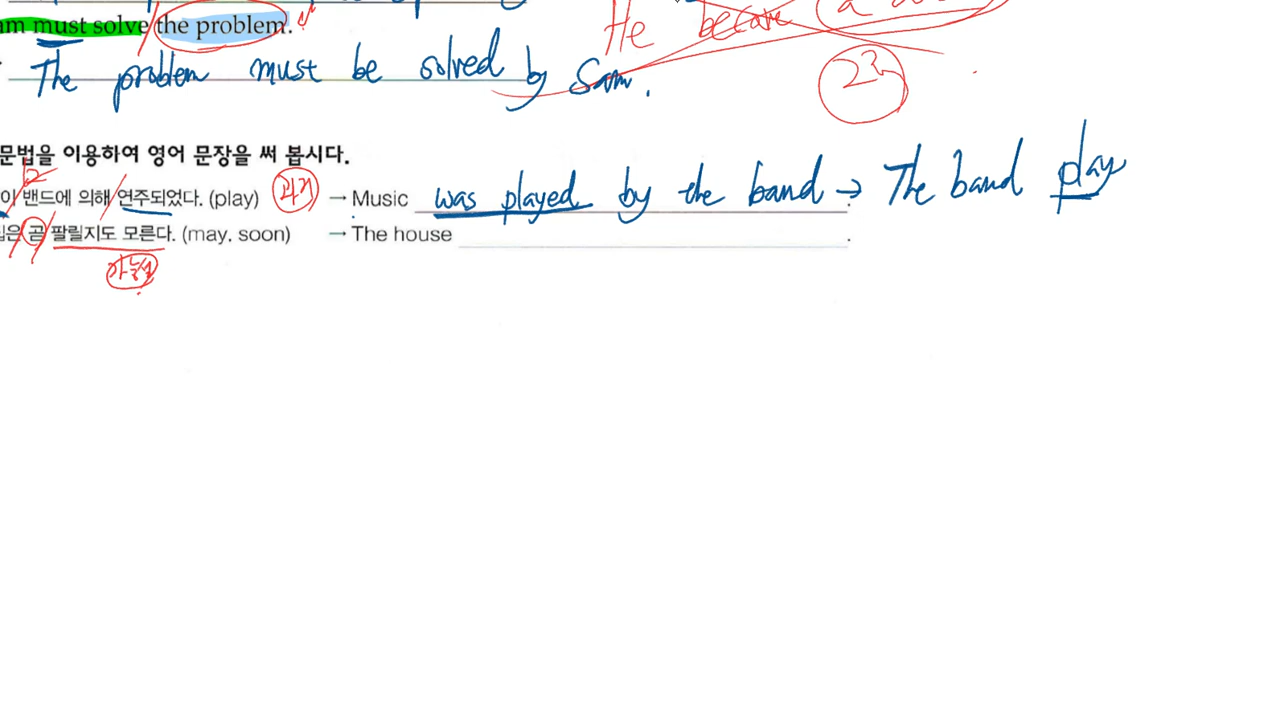 am must solve the problem. He became a
The problem must be solved by Sam. 23
문법을 이용하여 영어 문장을 써 봅시다.
이 밴드에 의해 연주되었다. (play) 과거 → Music was played by the band → The band play
집은 곧 팔릴지도 모른다. (may, soon) → The house
가능성